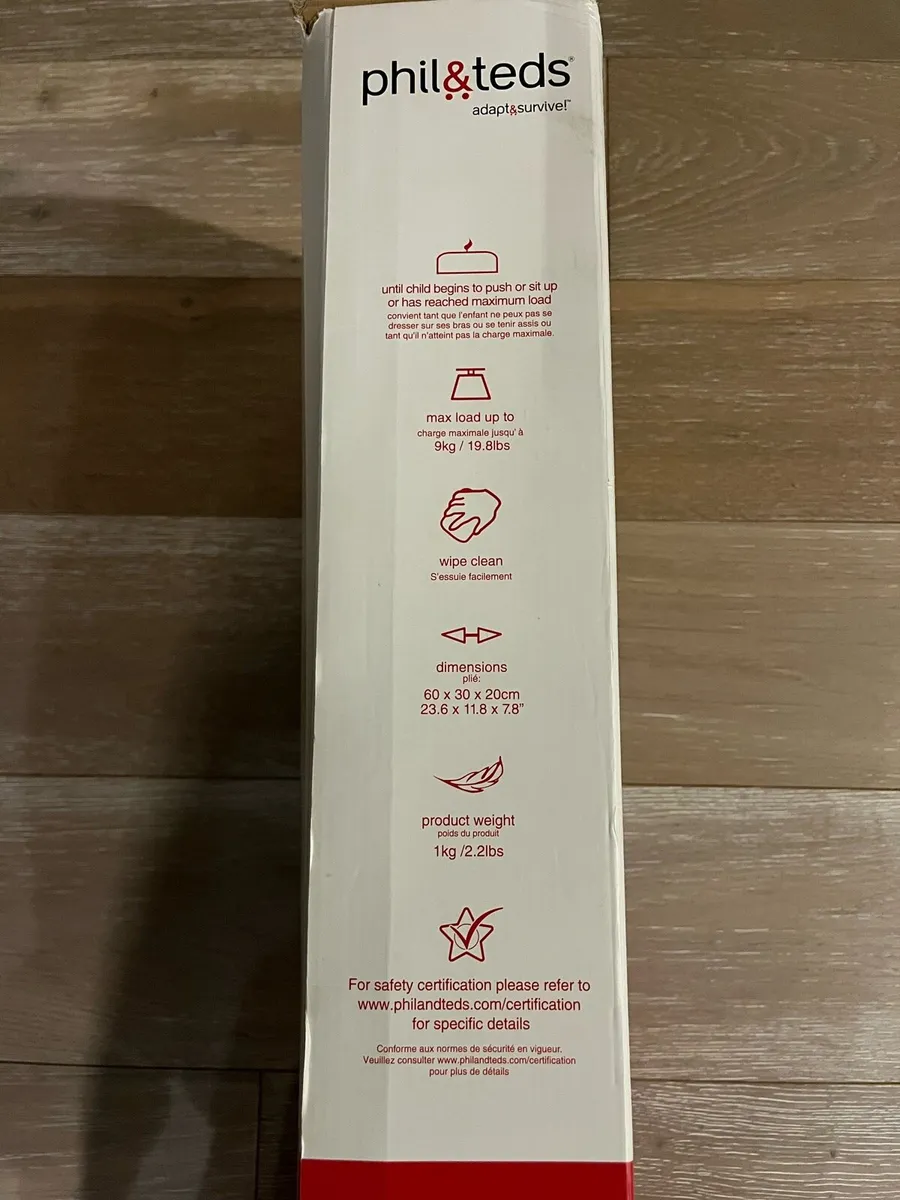 phil&teds®
adapt&survive!™
until child begins to push or sit up
or has reached maximum load
convient tant que l'enfant ne peux pas se
dresser sur ses bras ou se tenir assis ou
tant qu'il n'atteint pas la charge maximale.
max load up to
charge maximale jusqu' à
9kg / 19.8lbs
wipe clean
S'essuie facilement
dimensions
plié:
60 x 30 x 20cm
23.6 x 11.8 x 7.8”
product weight
poids du produit
1kg /2.2lbs
For safety certification please refer to
www.philandteds.com/certification
for specific details
Conforme aux normes de sécurité en vigueur.
Veuillez consulter www.philandteds.com/certification
pour plus de détails